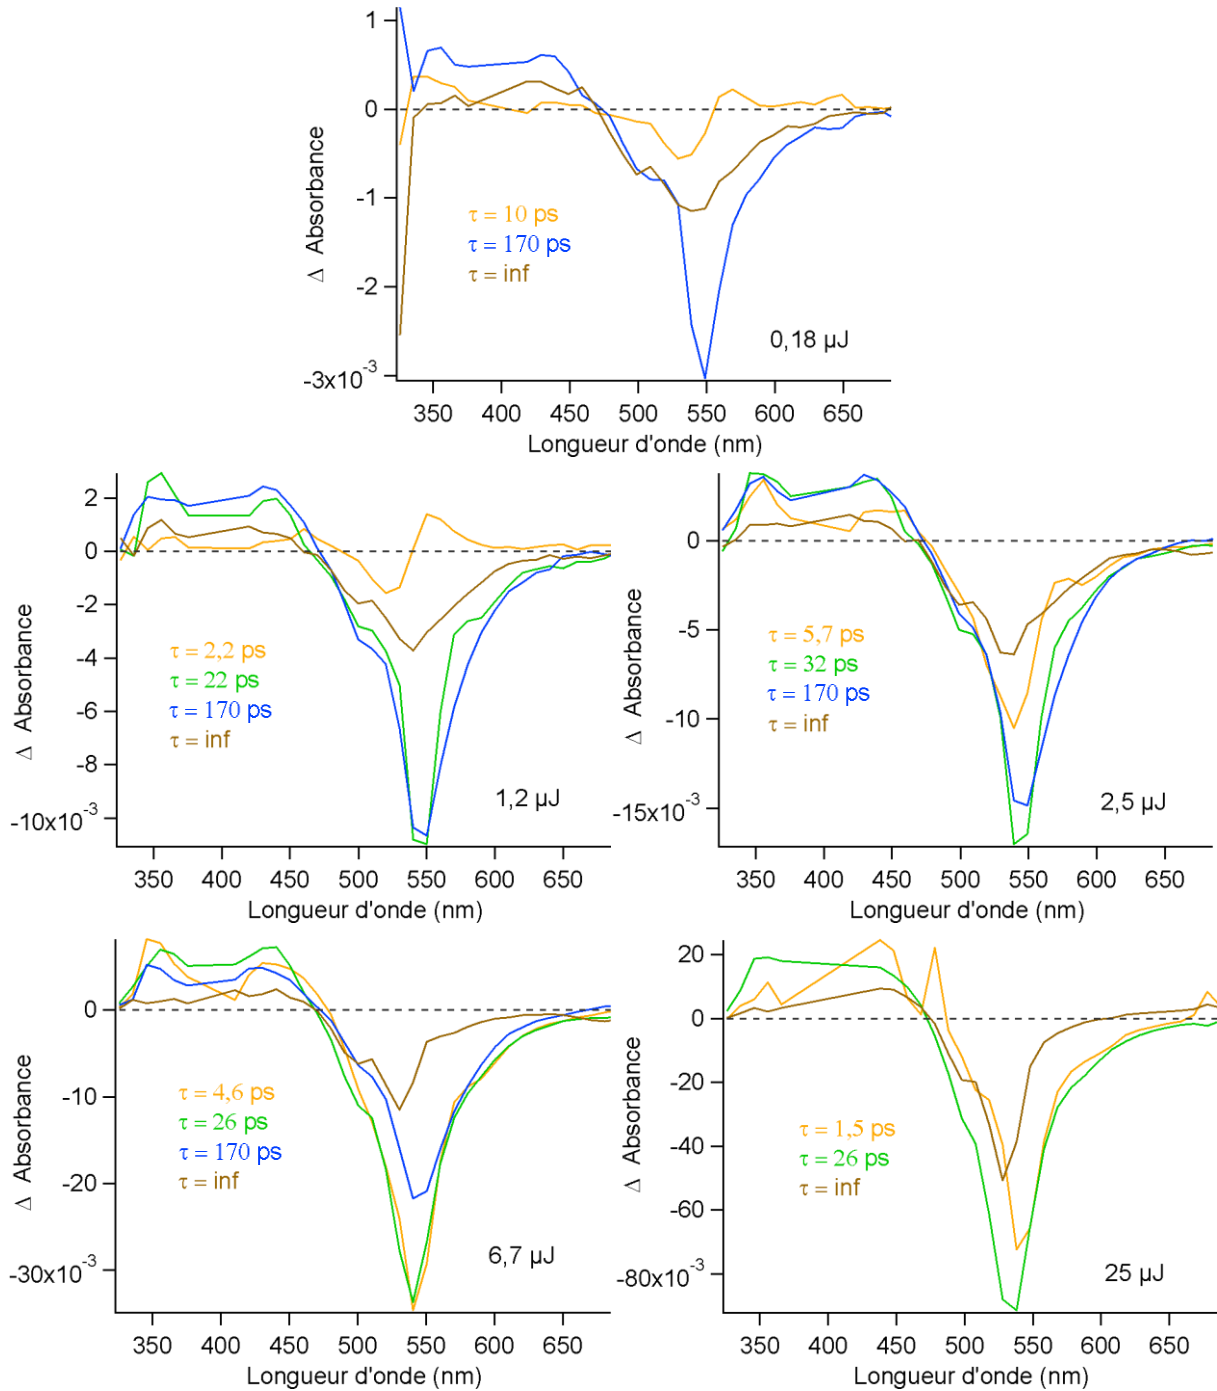 1
0
-1
-2
-3x10⁻³
Δ Absorbance
τ = 10 ps
τ = 170 ps
τ = inf
0,18 µJ
350 400 450 500 550 600 650
Longueur d'onde (nm)
2
0
-2
-4
-6
-8
-10x10⁻³
Δ Absorbance
τ = 2,2 ps
τ = 22 ps
τ = 170 ps
τ = inf
1,2 µJ
350 400 450 500 550 600 650
Longueur d'onde (nm)
0
-5
-10
-15x10⁻³
Δ Absorbance
τ = 5,7 ps
τ = 32 ps
τ = 170 ps
τ = inf
2,5 µJ
350 400 450 500 550 600 650
Longueur d'onde (nm)
0
-10
-20
-30x10⁻³
Δ Absorbance
τ = 4,6 ps
τ = 26 ps
τ = 170 ps
τ = inf
6,7 µJ
350 400 450 500 550 600 650
Longueur d'onde (nm)
20
0
-20
-40
-60
-80x10⁻³
Δ Absorbance
τ = 1,5 ps
τ = 26 ps
τ = inf
25 µJ
350 400 450 500 550 600 650
Longueur d'onde (nm)